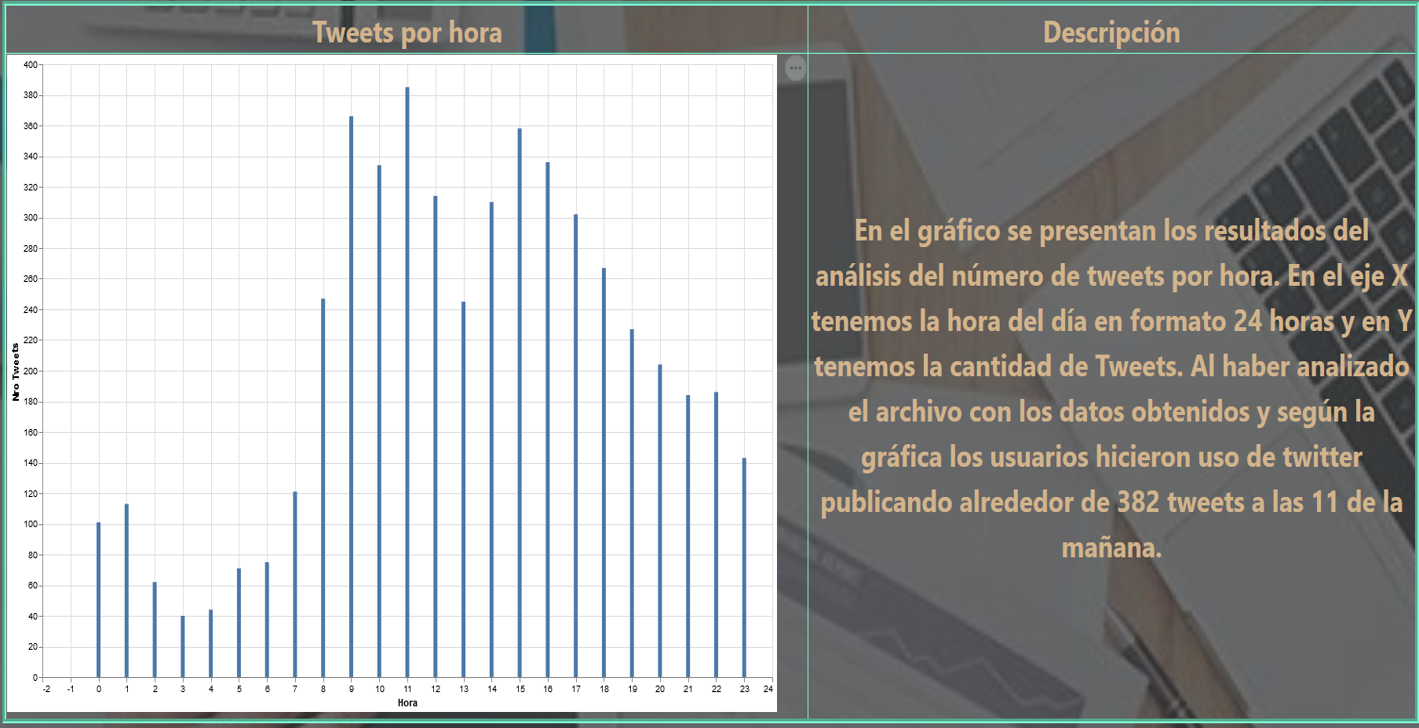 Tweets por hora
Descripción
400
380
360
340
320
300
280
260
240
220
200
180
160
140
120
100
80
60
40
20
0
Nro Tweets
-2 -1 0 1 2 3 4 5 6 7 8 9 10 11 12 13 14 15 16 17 18 19 20 21 22 23 24
Hora
En el gráfico se presentan los resultados del
análisis del número de tweets por hora. En el eje X
tenemos la hora del día en formato 24 horas y en Y
tenemos la cantidad de Tweets. Al haber analizado
el archivo con los datos obtenidos y según la
gráfica los usuarios hicieron uso de twitter
publicando alrededor de 382 tweets a las 11 de la
mañana.